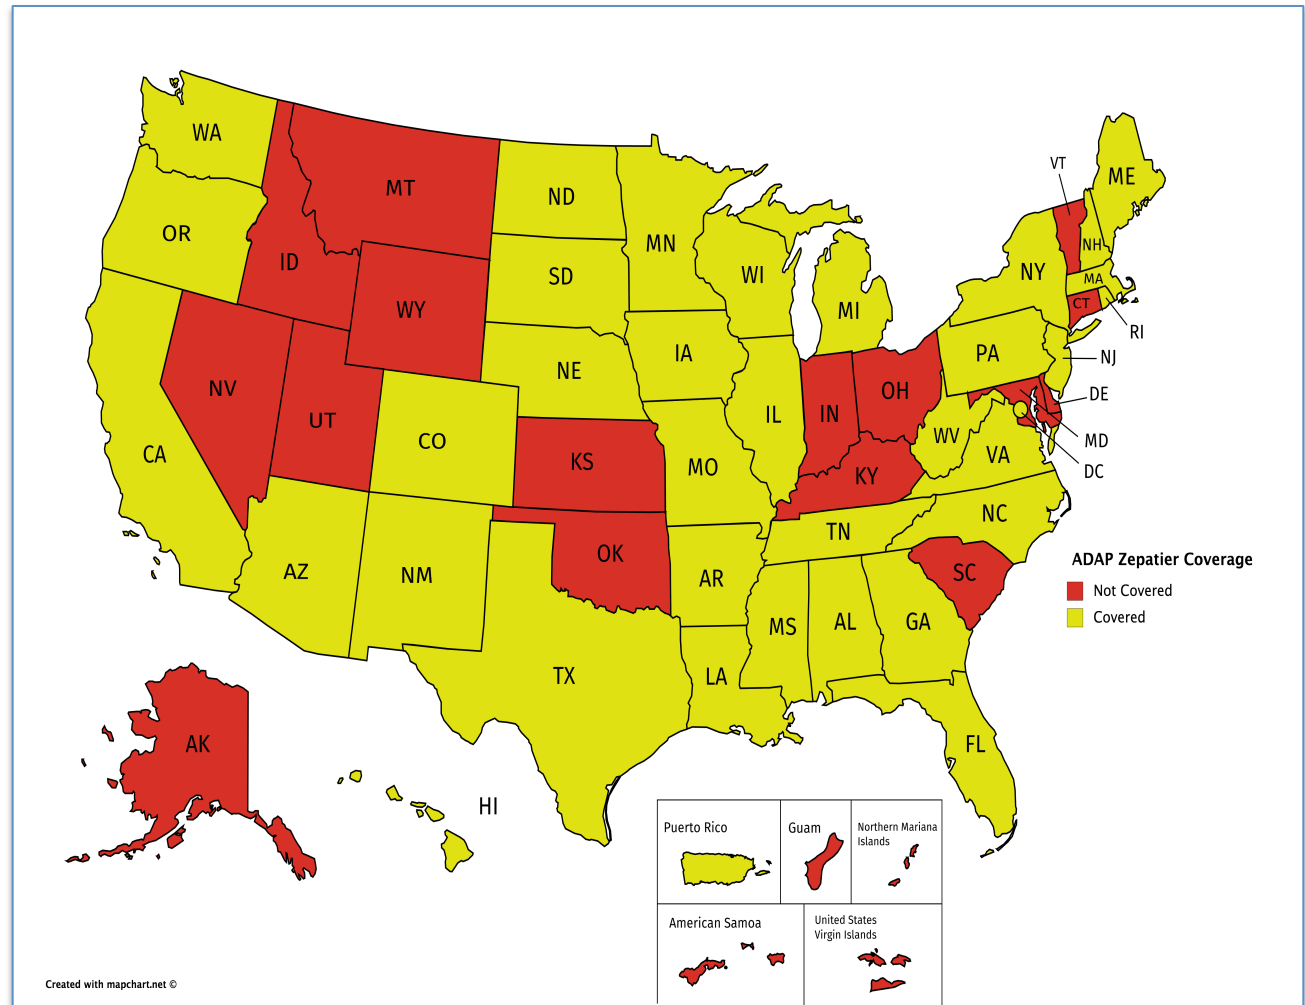 WA
MT
ND
MN
VT
ME
OR
ID
SD
WI
MI
NY
NH
MA
CT
RI
WY
NE
IA
PA
NJ
NV
UT
CO
IL
IN
OH
DE
MD
DC
CA
KS
MO
KY
WV
VA
AZ
NM
OK
AR
TN
NC
SC
TX
LA
MS
AL
GA
FL
AK
HI
ADAP Zepatier Coverage
Not Covered
Covered
Puerto Rico
Guam
Northern Mariana
Islands
American Samoa
United States
Virgin Islands
Created with mapchart.net ©